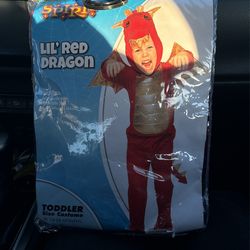 Spirit
LIL' RED
DRAGON
TODDLER
Size Costume